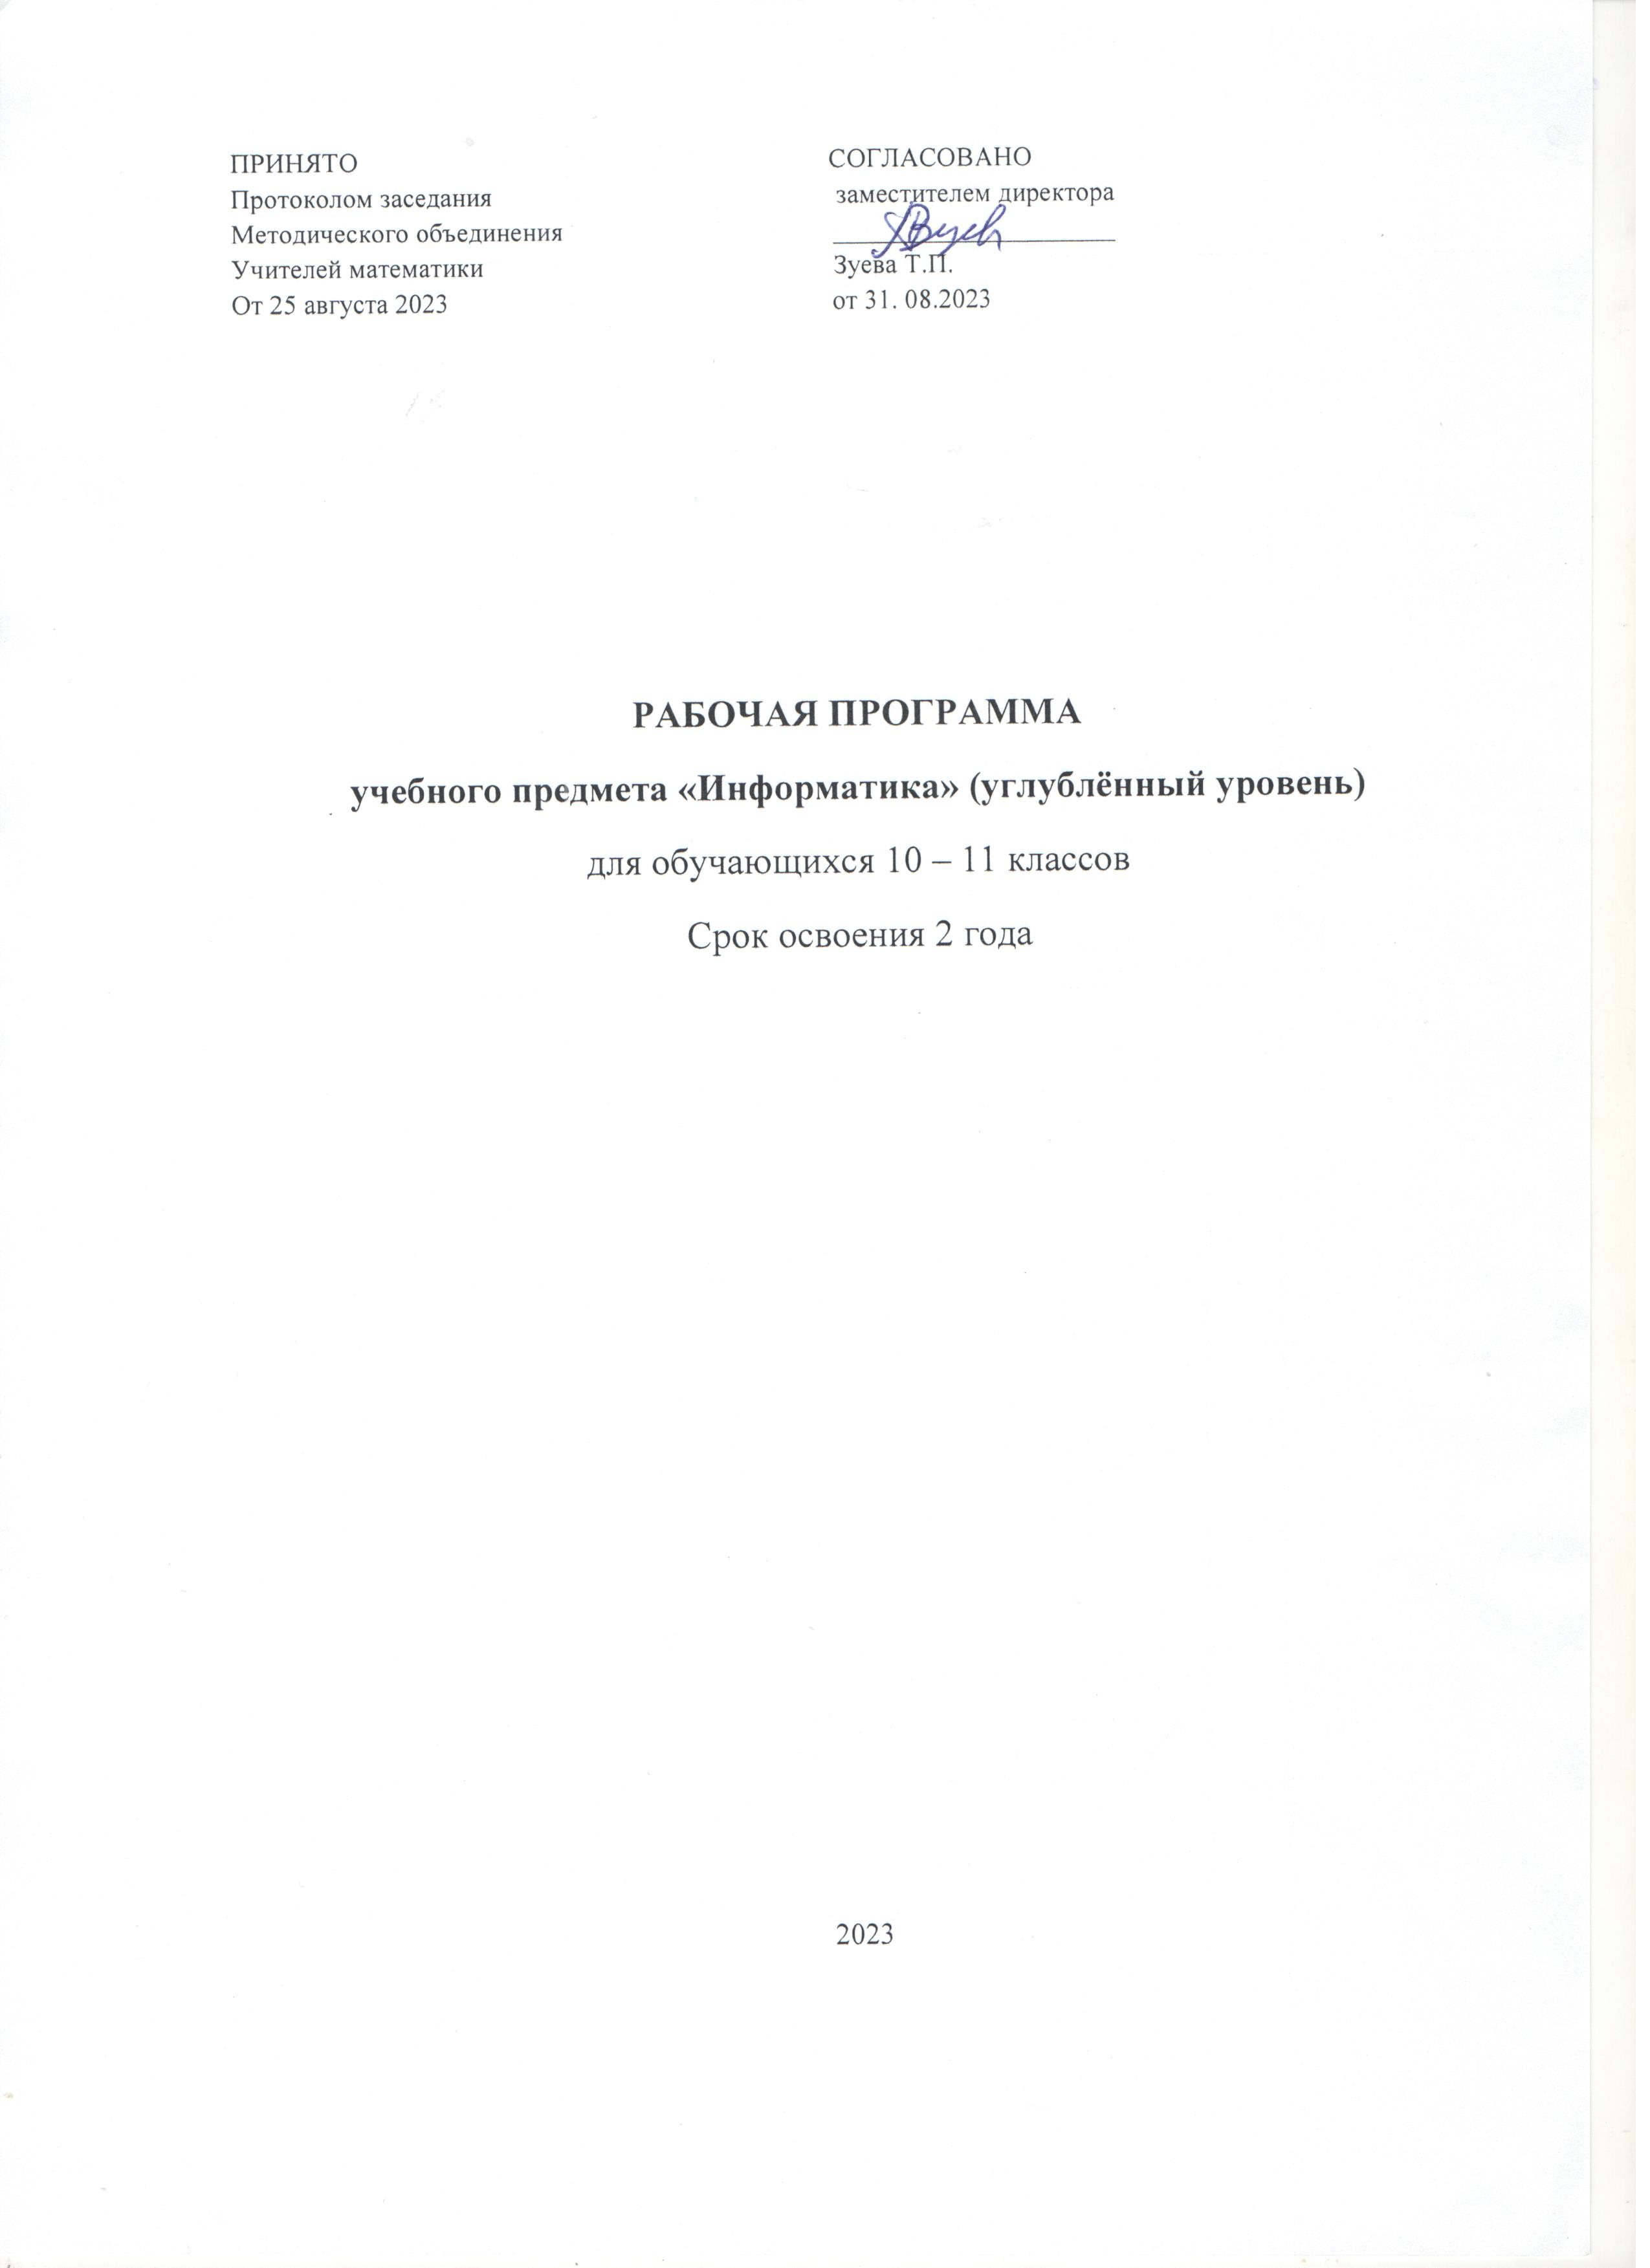 ПРИНЯТО
Протоколом заседания
Методического объединения
Учителей математики
От 25 августа 2023
СОГЛАСОВАНО
заместителем директора
Зуева Т.П.
от 31. 08.2023
РАБОЧАЯ ПРОГРАММА
учебного предмета «Информатика» (углублённый уровень)
для обучающихся 10 – 11 классов
Срок освоения 2 года
2023